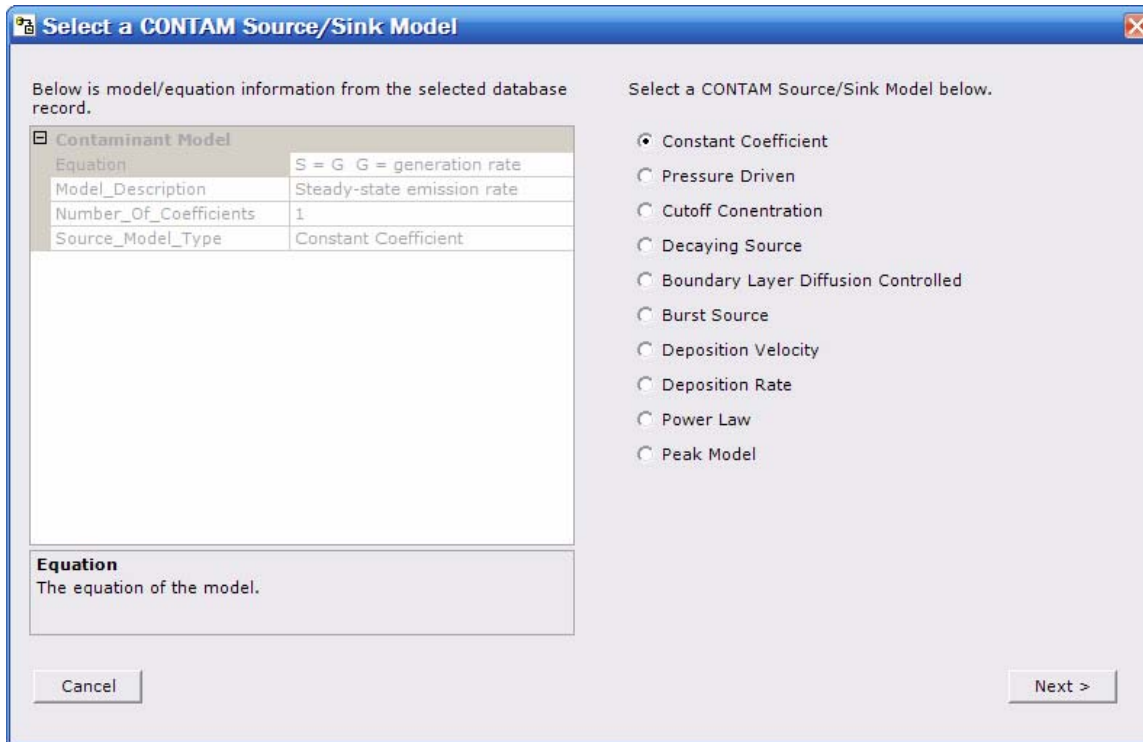 Select a CONTAM Source/Sink Model
Below is model/equation information from the selected database
record.
Contaminant Model
Equation S = G G = generation rate
Model_Description Steady-state emission rate
Number_Of_Coefficients 1
Source_Model_Type Constant Coefficient
Equation
The equation of the model.
Select a CONTAM Source/Sink Model below.
Constant Coefficient
Pressure Driven
Cutoff Conentration
Decaying Source
Boundary Layer Diffusion Controlled
Burst Source
Deposition Velocity
Deposition Rate
Power Law
Peak Model
Cancel
Next >